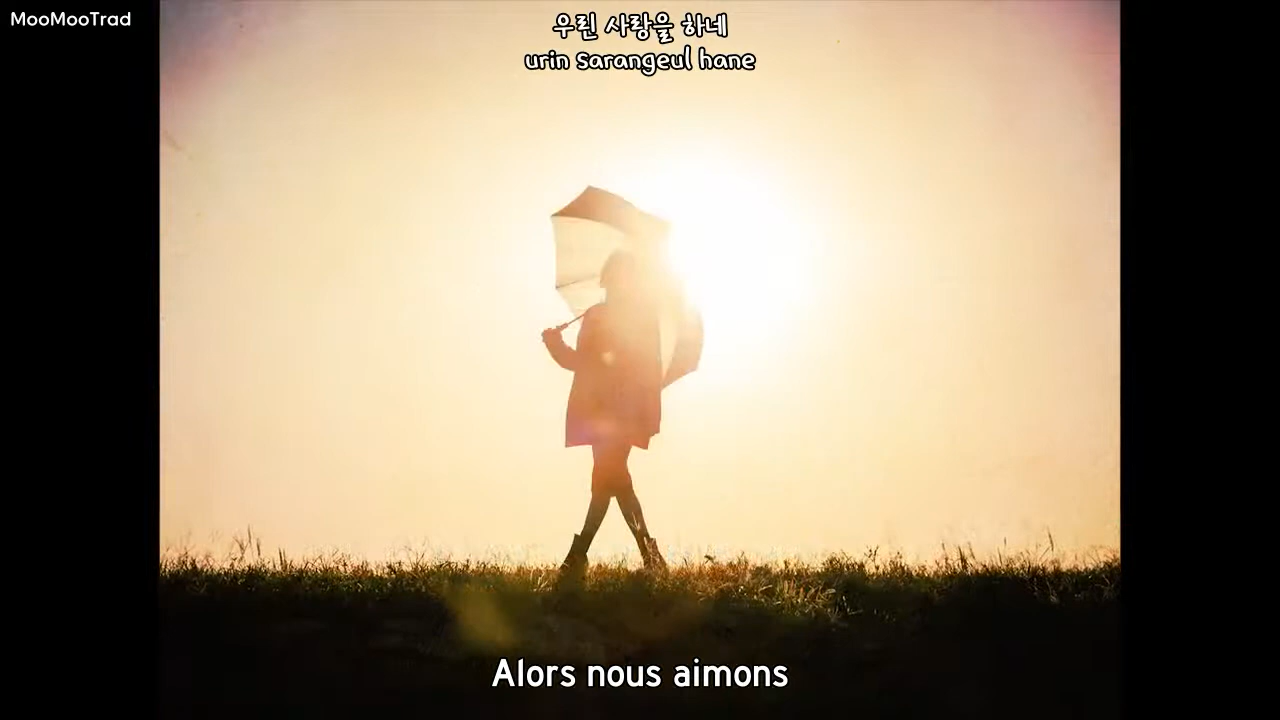 MooMooTrad
우린 사랑을 하네
urin sarangeul hane
Alors nous aimons